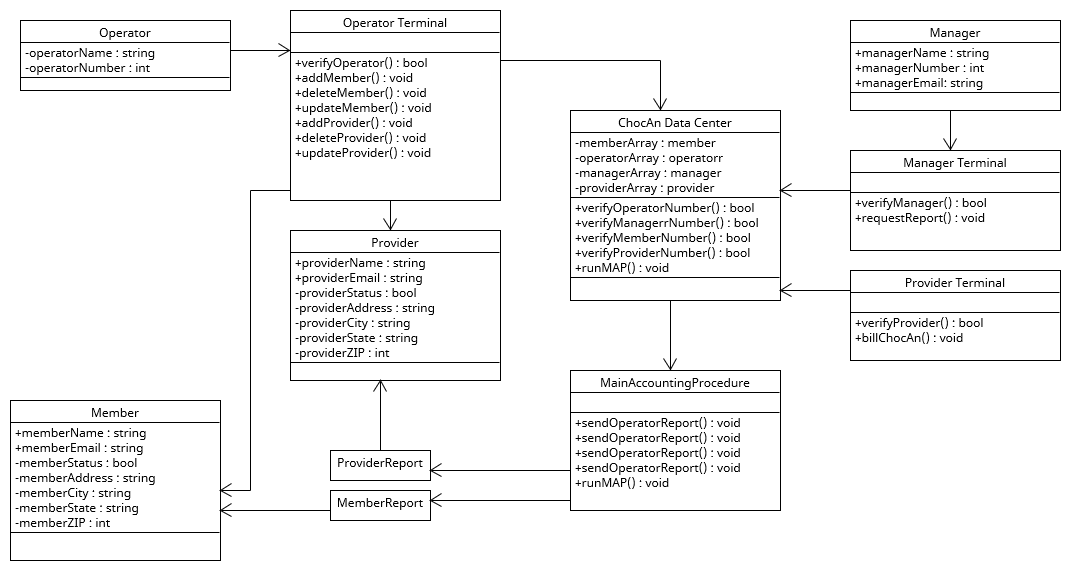 Operator
-operatorName : string
-operatorNumber : int
Operator Terminal
+verifyOperator() : bool
+addMember() : void
+deleteMember() : void
+updateMember() : void
+addProvider() : void
+deleteProvider() : void
+updateProvider() : void
Manager
+managerName : string
+managerNumber : int
+managerEmail: string
ChocAn Data Center
-memberArray : member
-operatorArray : operatorr
-managerArray : manager
-providerArray : provider
+verifyOperatorNumber() : bool
+verifyManagerrNumber() : bool
+verifyMemberNumber() : bool
+verifyProviderNumber() : bool
+runMAP() : void
Manager Terminal
+verifyManager() : bool
+requestReport() : void
Provider
+providerName : string
+providerEmail : string
-providerStatus : bool
-providerAddress : string
-providerCity : string
-providerState : string
-providerZIP : int
Provider Terminal
+verifyProvider() : bool
+billChocAn() : void
MainAccountingProcedure
+sendOperatorReport() : void
+sendOperatorReport() : void
+sendOperatorReport() : void
+sendOperatorReport() : void
+runMAP() : void
Member
+memberName : string
+memberEmail : string
-memberStatus : bool
-memberAddress : string
-memberCity : string
-memberState : string
-memberZIP : int
ProviderReport
MemberReport